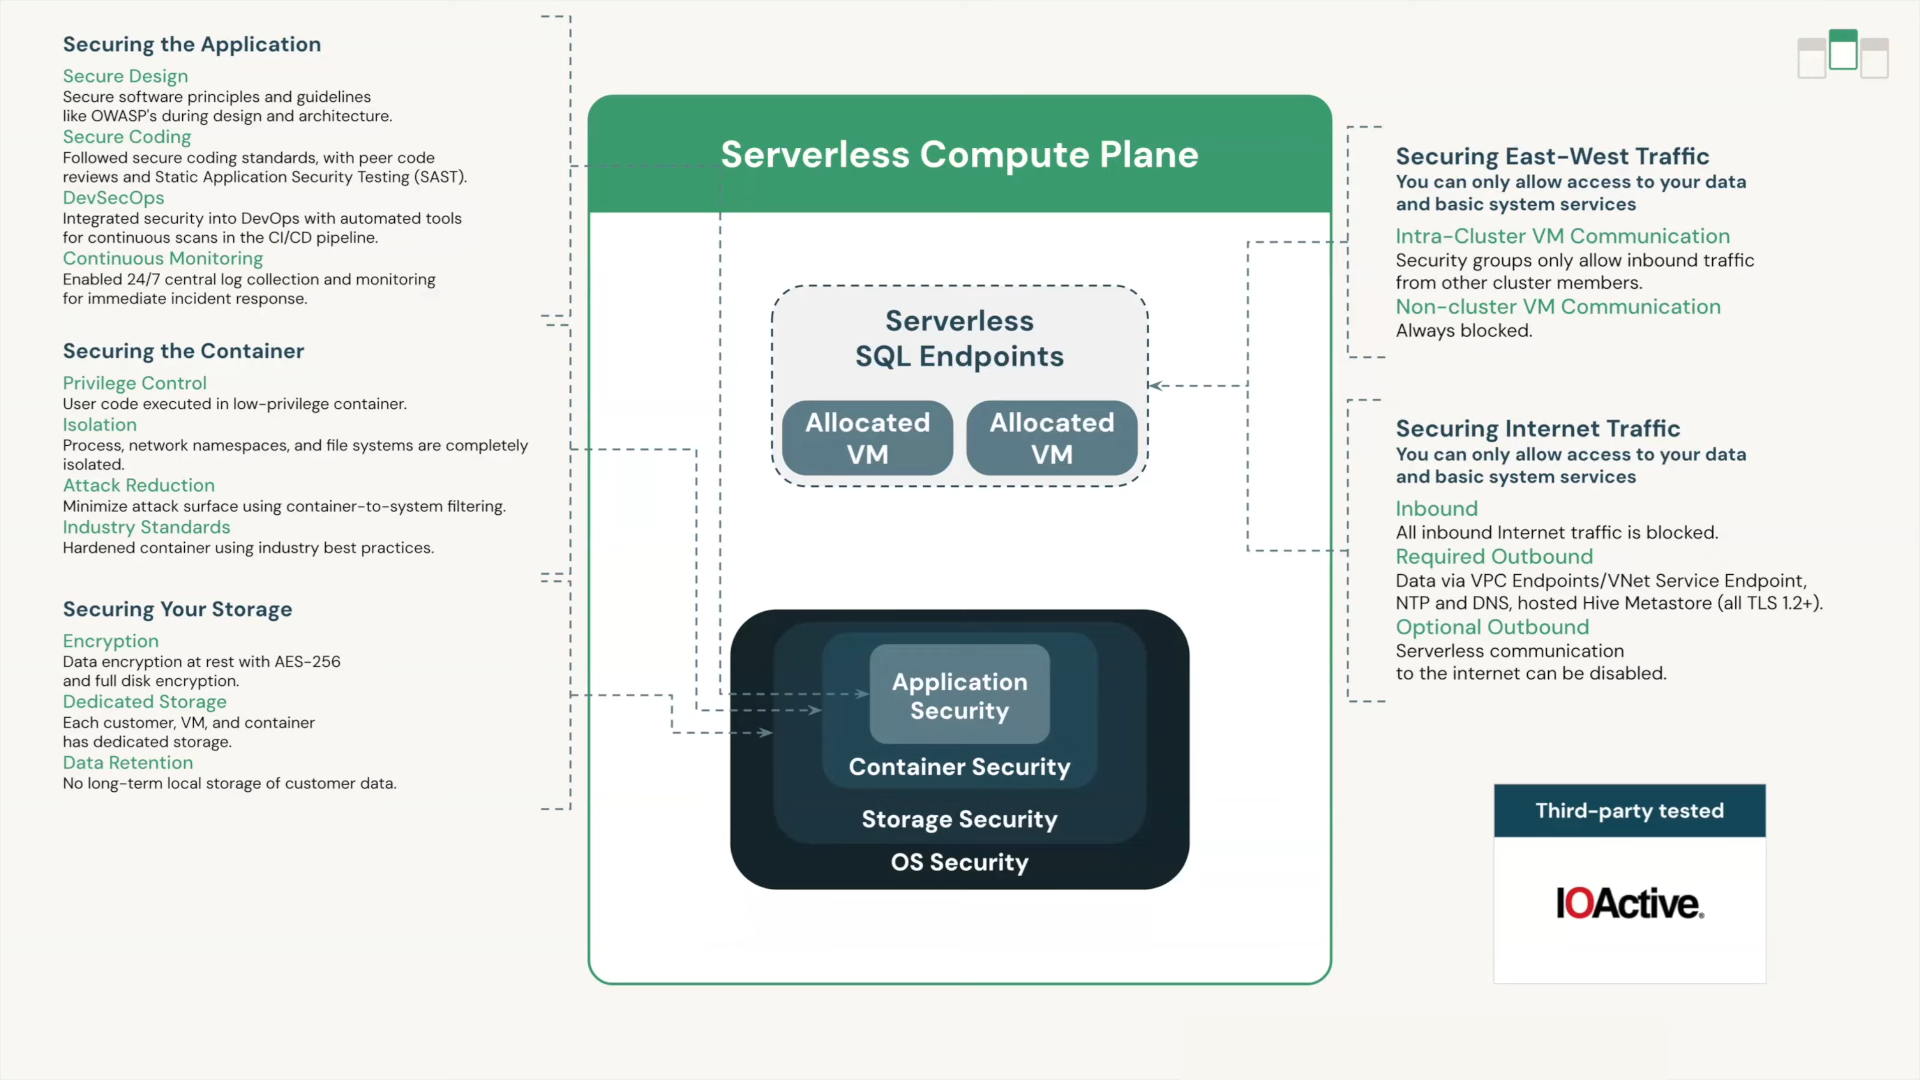 Securing the Application
Secure Design
Secure software principles and guidelines
like OWASP's during design and architecture.
Secure Coding
Followed secure coding standards, with peer code
reviews and Static Application Security Testing (SAST).
DevSecOps
Integrated security into DevOps with automated tools
for continuous scans in the CI/CD pipeline.
Continuous Monitoring
Enabled 24/7 central log collection and monitoring
for immediate incident response.
Securing the Container
Privilege Control
User code executed in low-privilege container.
Isolation
Process, network namespaces, and file systems are completely
isolated.
Attack Reduction
Minimize attack surface using container-to-system filtering.
Industry Standards
Hardened container using industry best practices.
Securing Your Storage
Encryption
Data encryption at rest with AES-256
and full disk encryption.
Dedicated Storage
Each customer, VM, and container
has dedicated storage.
Data Retention
No long-term local storage of customer data.
Serverless Compute Plane
Serverless
SQL Endpoints
Allocated
VM
Allocated
VM
Application
Security
Container Security
Storage Security
OS Security
Securing East-West Traffic
You can only allow access to your data
and basic system services
Intra-Cluster VM Communication
Security groups only allow inbound traffic
from other cluster members.
Non-cluster VM Communication
Always blocked.
Securing Internet Traffic
You can only allow access to your data
and basic system services
Inbound
All inbound Internet traffic is blocked.
Required Outbound
Data via VPC Endpoints/VNet Service Endpoint,
NTP and DNS, hosted Hive Metastore (all TLS 1.2+).
Optional Outbound
Serverless communication
to the internet can be disabled.
Third-party tested
IOActive®